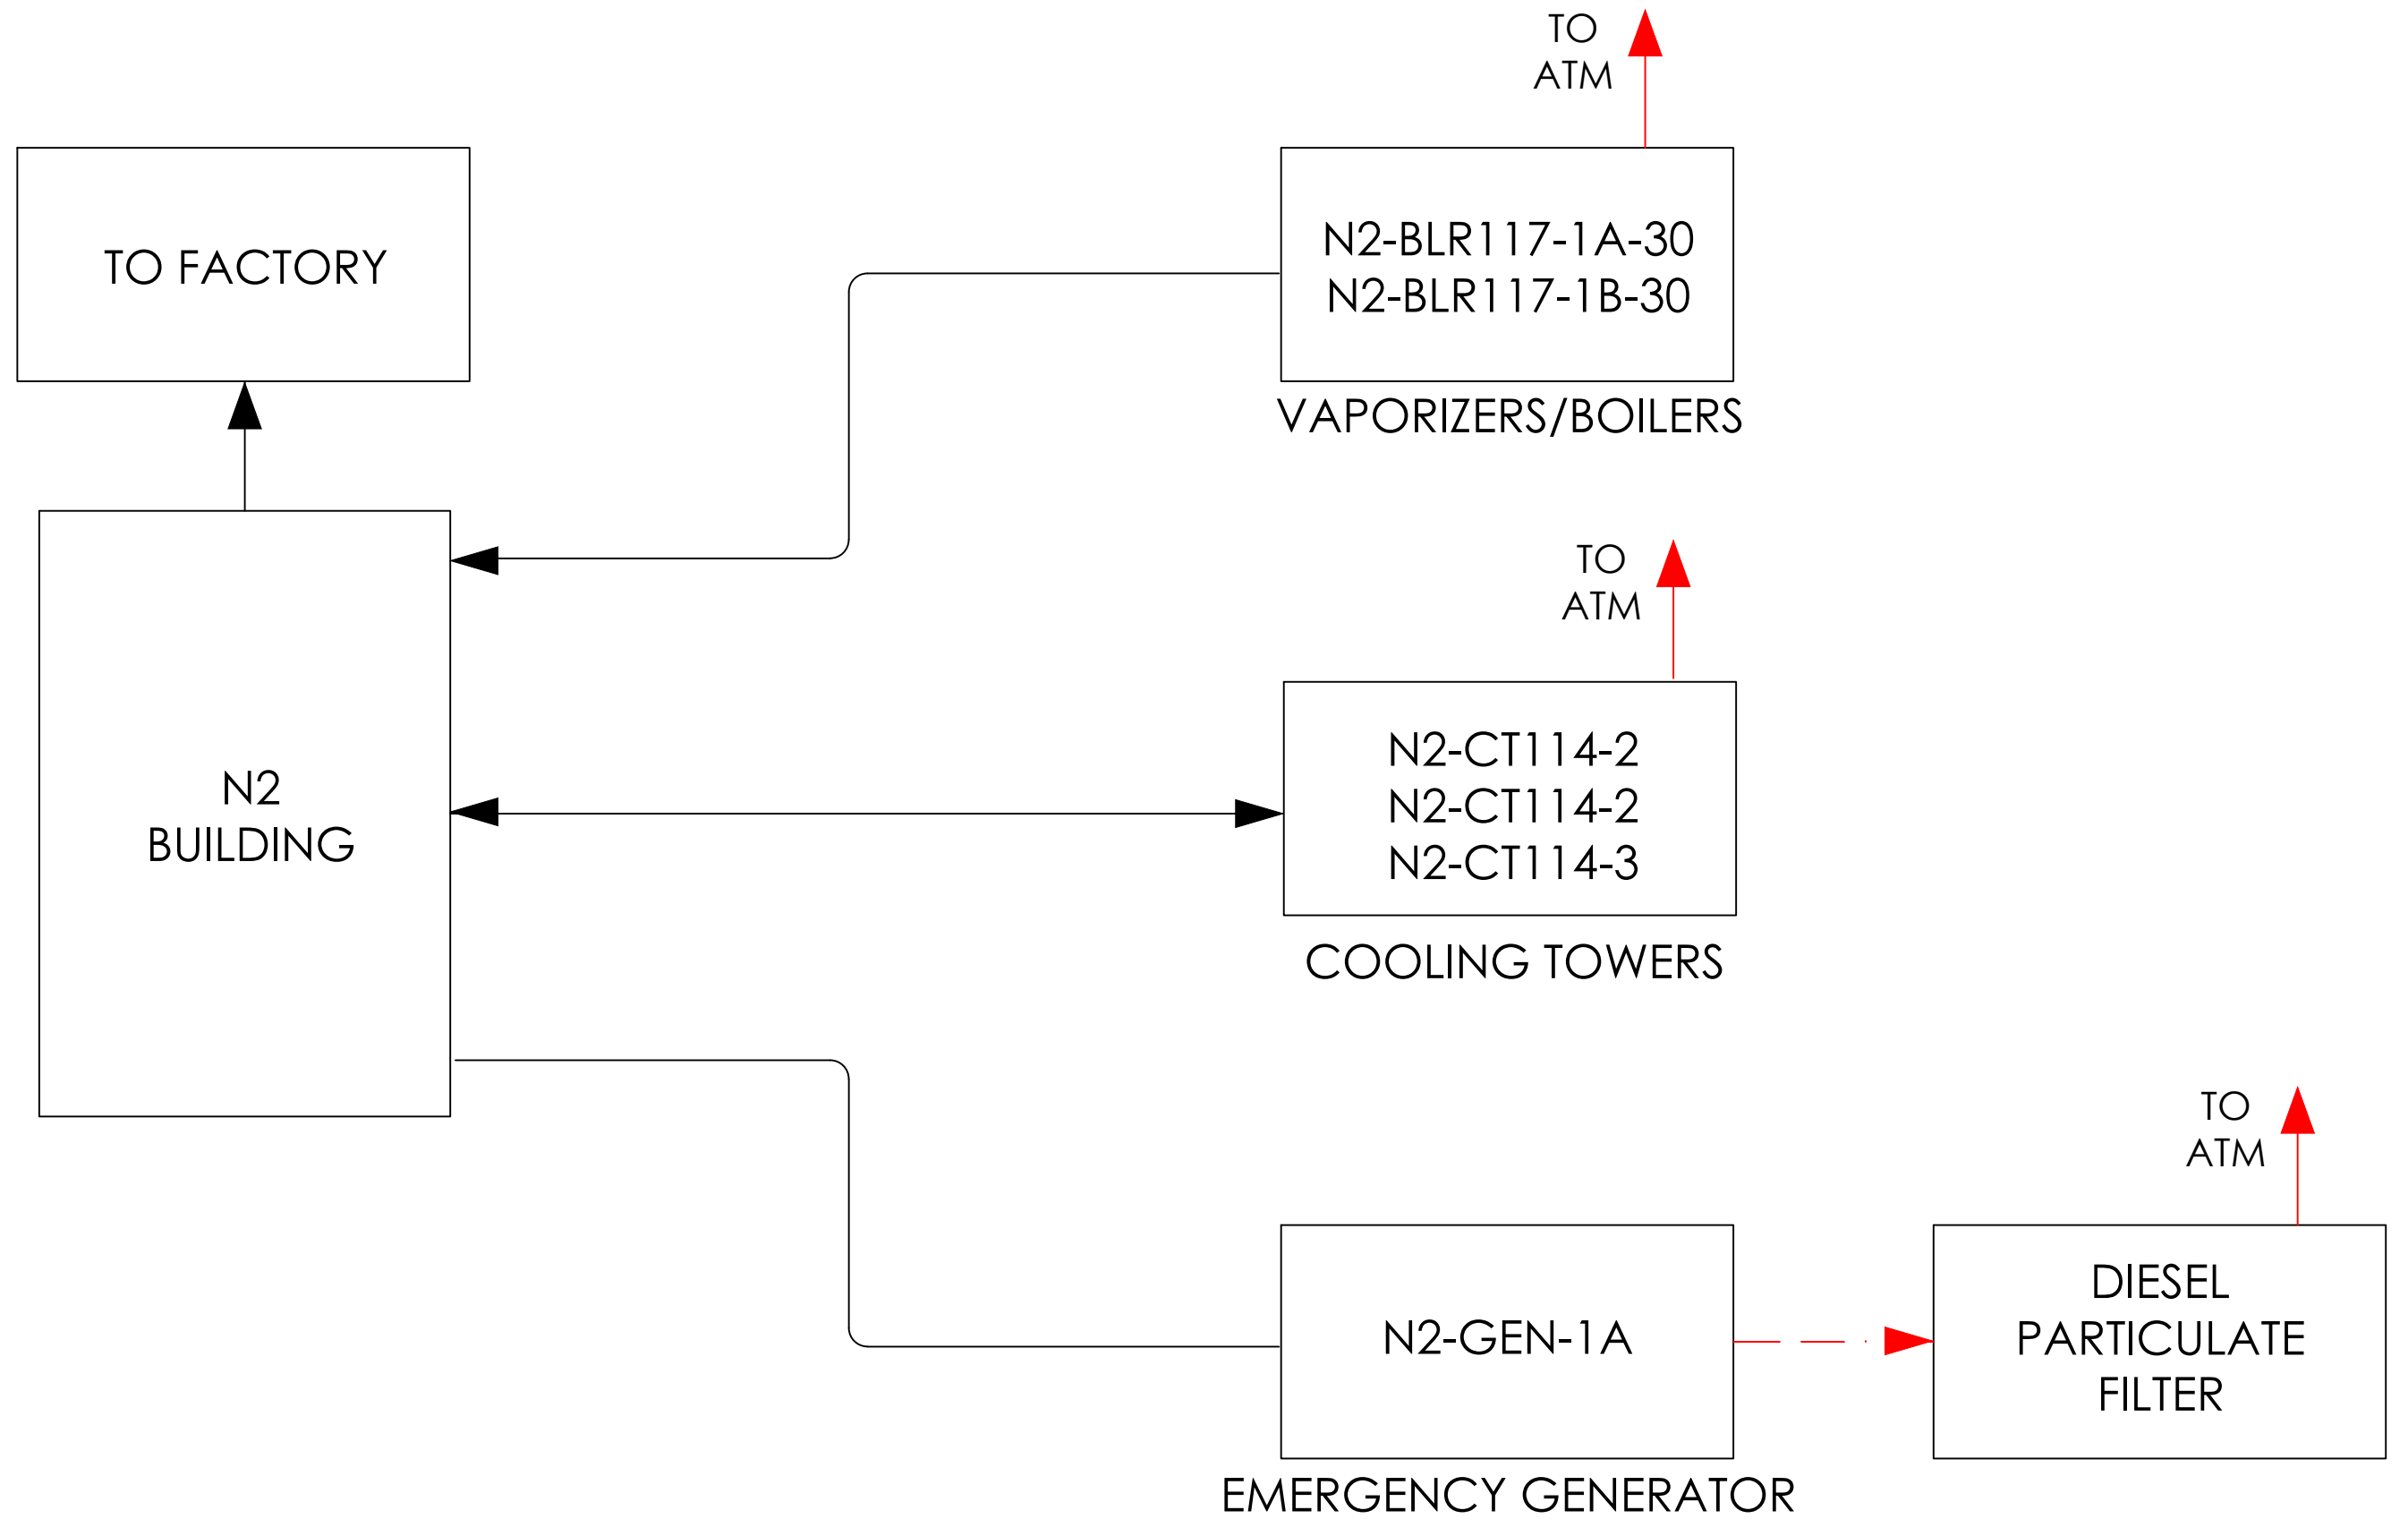 TO
ATM
TO FACTORY
N2-BLR117-1A-30
N2-BLR117-1B-30
VAPORIZERS/BOILERS
TO
ATM
N2
BUILDING
N2-CT114-2
N2-CT114-2
N2-CT114-3
COOLING TOWERS
TO
ATM
N2-GEN-1A
DIESEL
PARTICULATE
FILTER
EMERGENCY GENERATOR